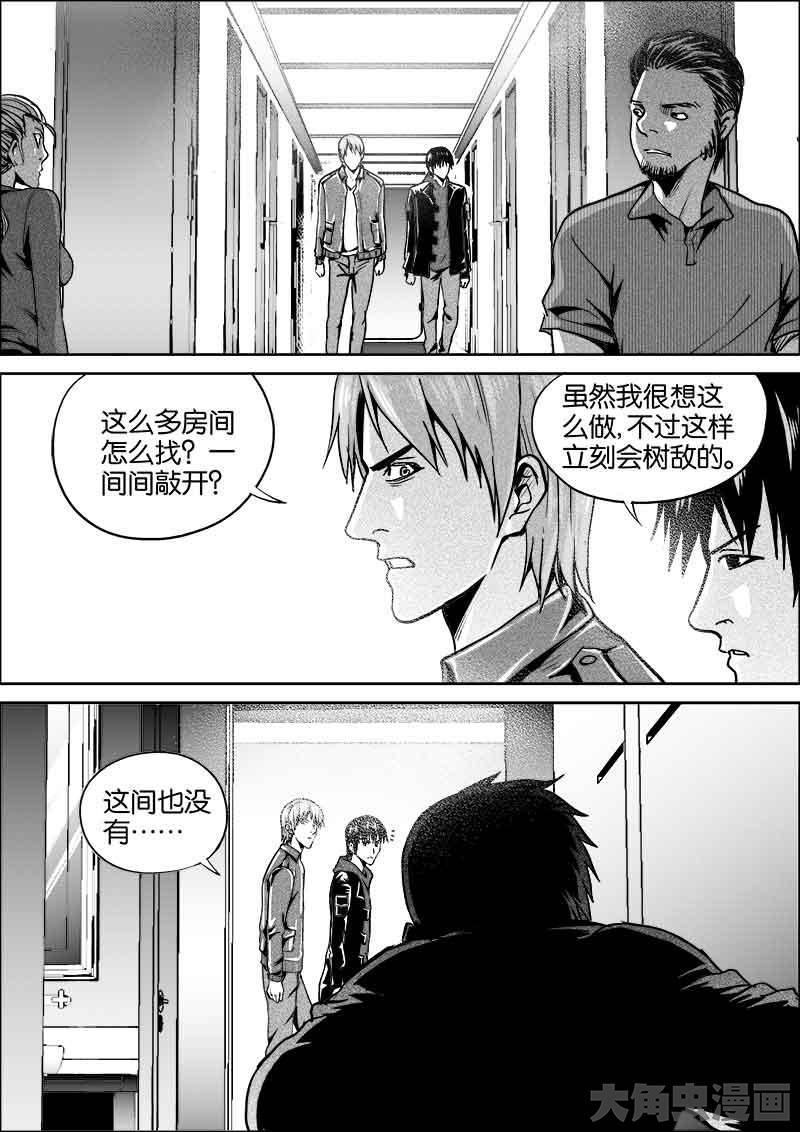 这么多房间
怎么找？一
间间敲开？
虽然我很想这
么做，不过这样
立刻会树敌的。
这间也没
有……
大角虫漫画